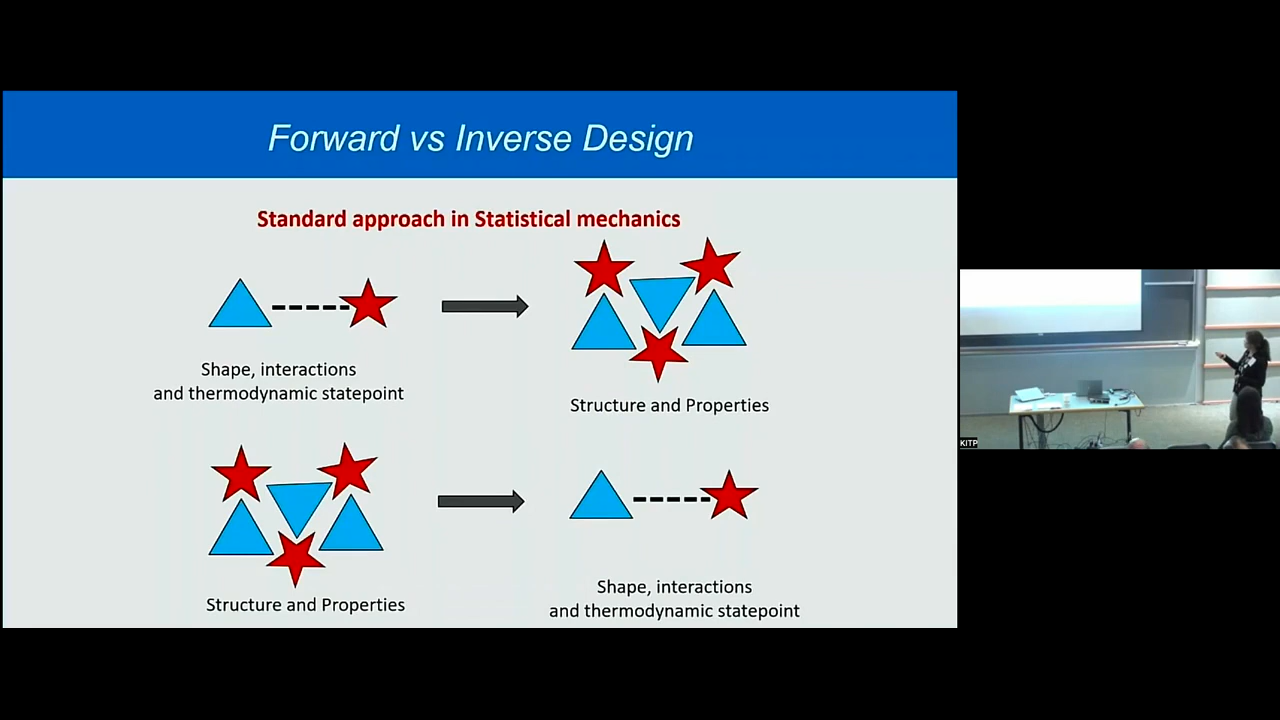 Forward vs Inverse Design
Standard approach in Statistical mechanics
Shape, interactions
and thermodynamic statepoint
Structure and Properties
Structure and Properties
Shape, interactions
and thermodynamic statepoint
KITP